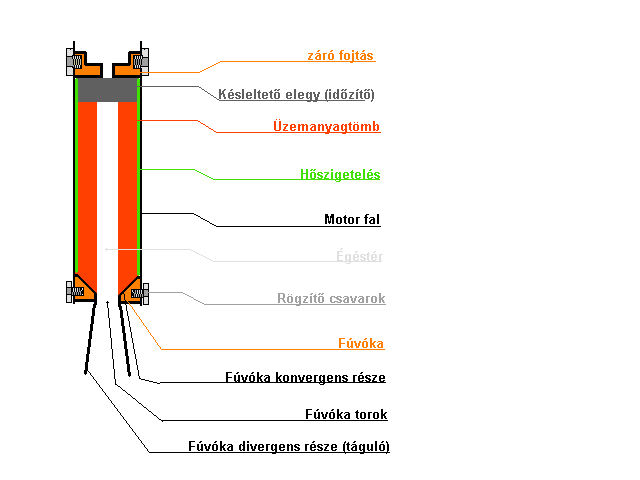 záró fojtás
Késleltető elegy (időzítő)
Üzemanyagtömb
Hőszigetelés
Motor fal
Égéstér
Rögzítő csavarok
Fúvóka
Fúvóka konvergens része
Fúvóka torok
Fúvóka divergens része (táguló)